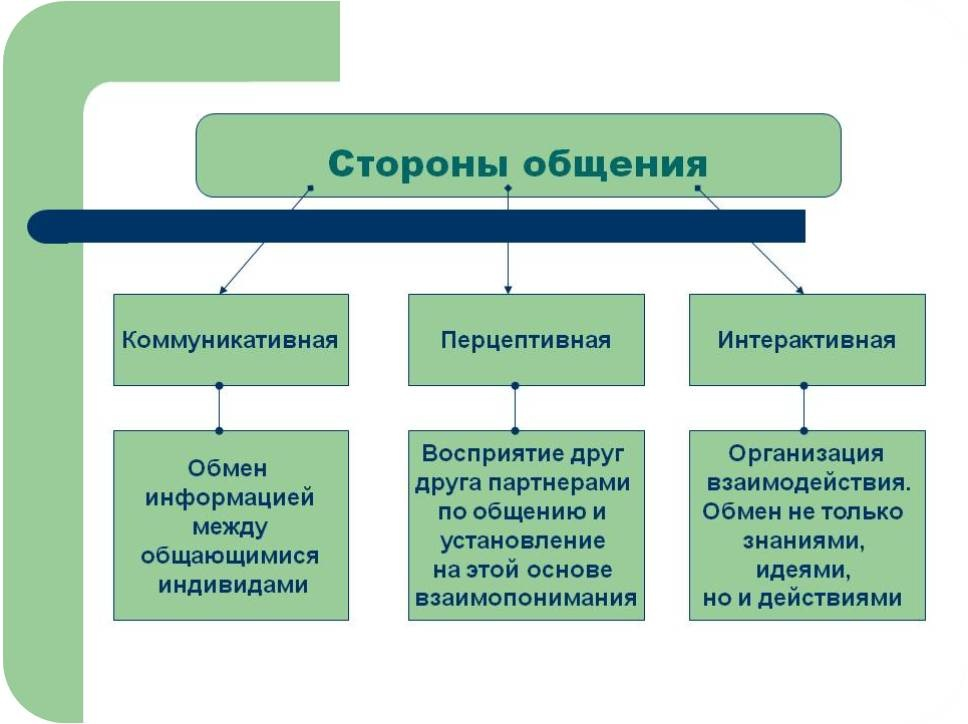 Стороны общения
Коммуникативная
Перцептивная
Интерактивная
Обмен
информацией
между
общающимися
индивидами
Восприятие друг
друга партнерами
по общению и
установление
на этой основе
взаимопонимания
Организация
взаимодействия.
Обмен не только
знаниями,
идеями,
но и действиями